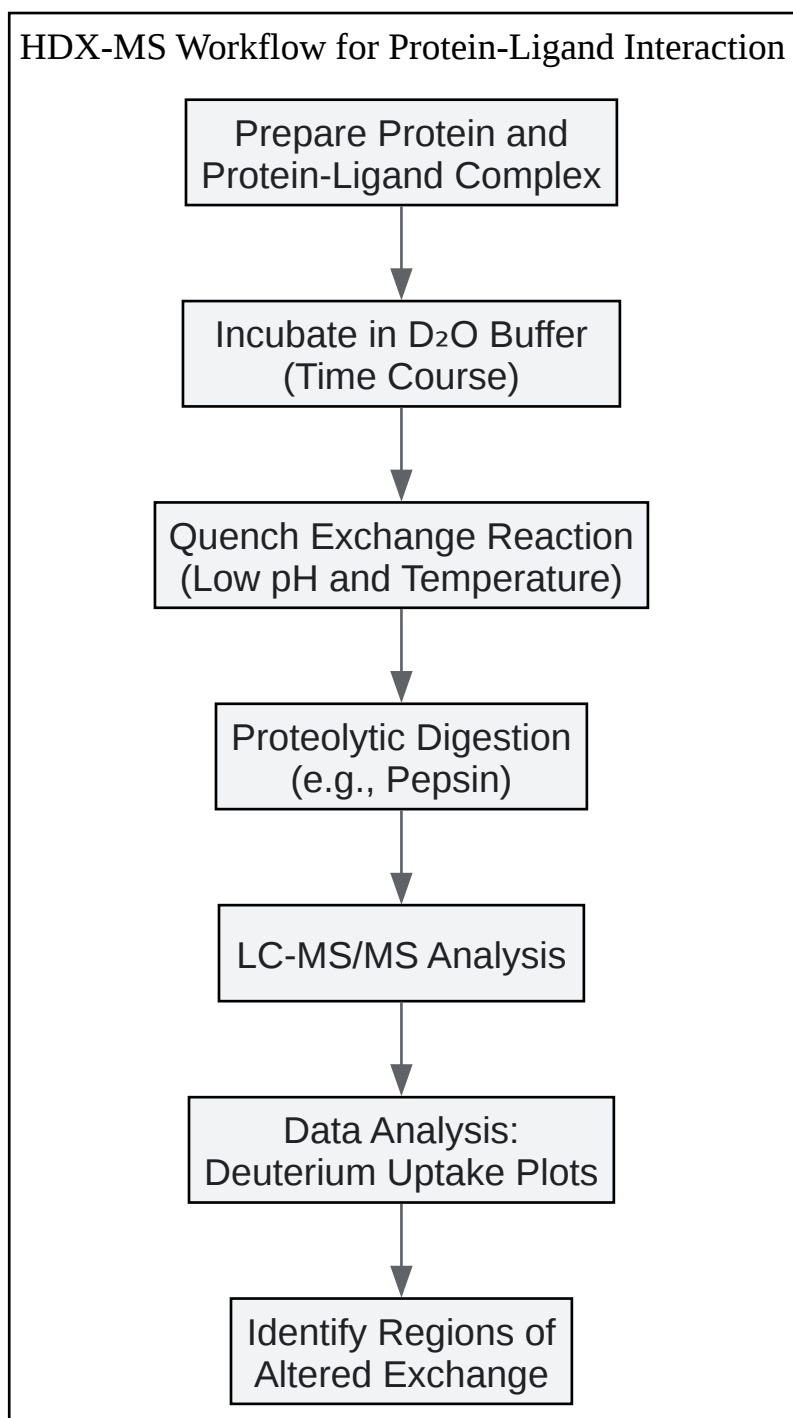 HDX-MS Workflow for Protein-Ligand Interaction
Prepare Protein and
Protein-Ligand Complex
Incubate in D₂O Buffer
(Time Course)
Quench Exchange Reaction
(Low pH and Temperature)
Proteolytic Digestion
(e.g., Pepsin)
LC-MS/MS Analysis
Data Analysis:
Deuterium Uptake Plots
Identify Regions of
Altered Exchange